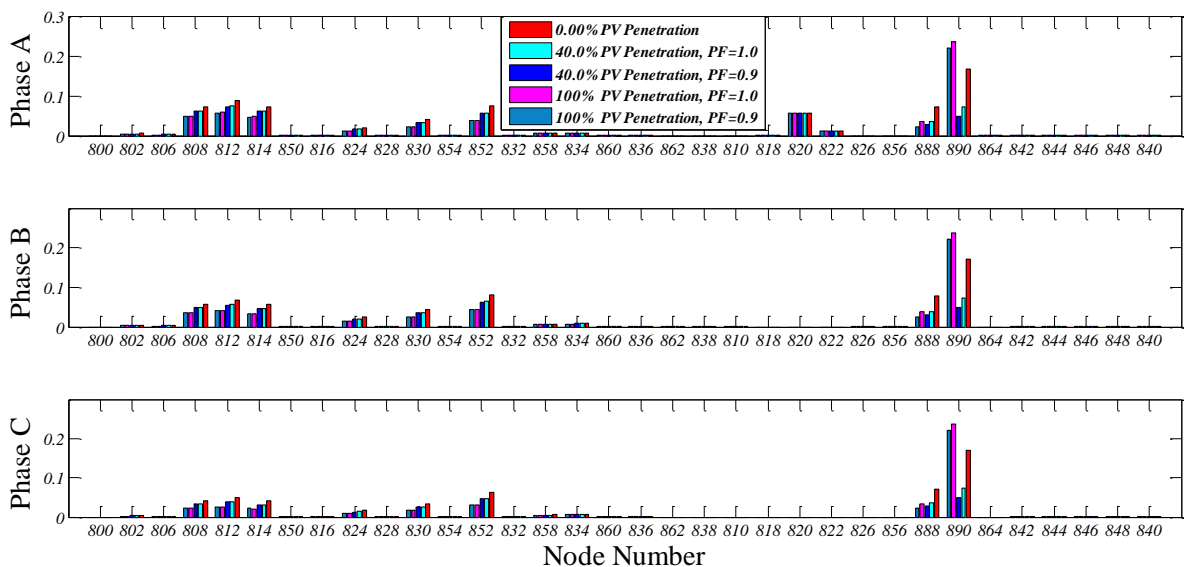 0.3
0.2
0.1
0
Phase A
0.00% PV Penetration
40.0% PV Penetration, PF=1.0
40.0% PV Penetration, PF=0.9
100% PV Penetration, PF=1.0
100% PV Penetration, PF=0.9
800 802 806 808 812 814 850 816 824 828 830 854 852 832 858 834 860 836 862 838 810 818 820 822 826 856 888 890 864 842 844 846 848 840
0.2
0.1
0
Phase B
800 802 806 808 812 814 850 816 824 828 830 854 852 832 858 834 860 836 862 838 810 818 820 822 826 856 888 890 864 842 844 846 848 840
0.2
0.1
0
Phase C
800 802 806 808 812 814 850 816 824 828 830 854 852 832 858 834 860 836 862 838 810 818 820 822 826 856 888 890 864 842 844 846 848 840
Node Number